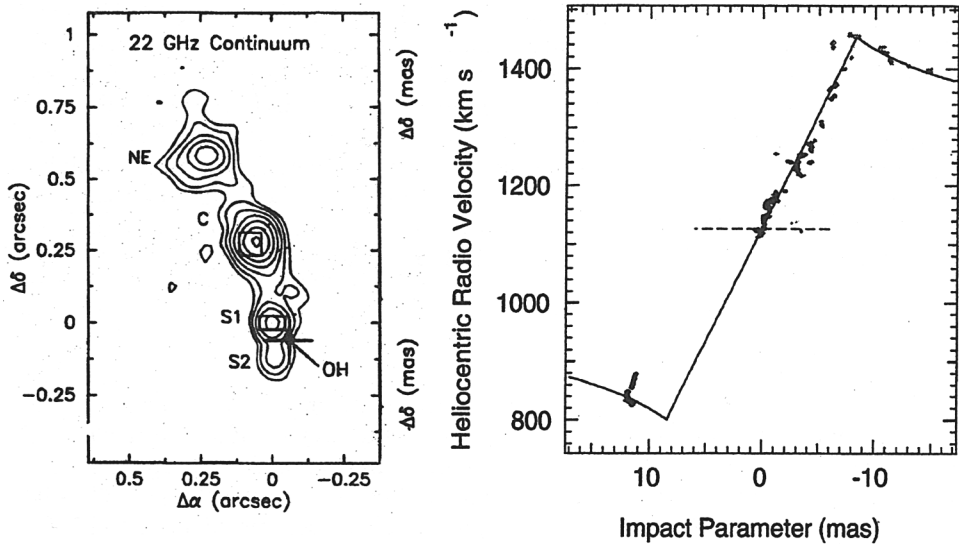 22 GHz Continuum
1
0.75
0.5
0.25
0
−0.25
NE
C
S1
S2
OH
0.5
0.25
0
−0.25
Δα (arcsec)
Δδ (arcsec)
Δδ (mas)
Δδ (mas)
Heliocentric Radio Velocity (km s⁻¹)
1400
1200
1000
800
10
0
-10
Impact Parameter (mas)